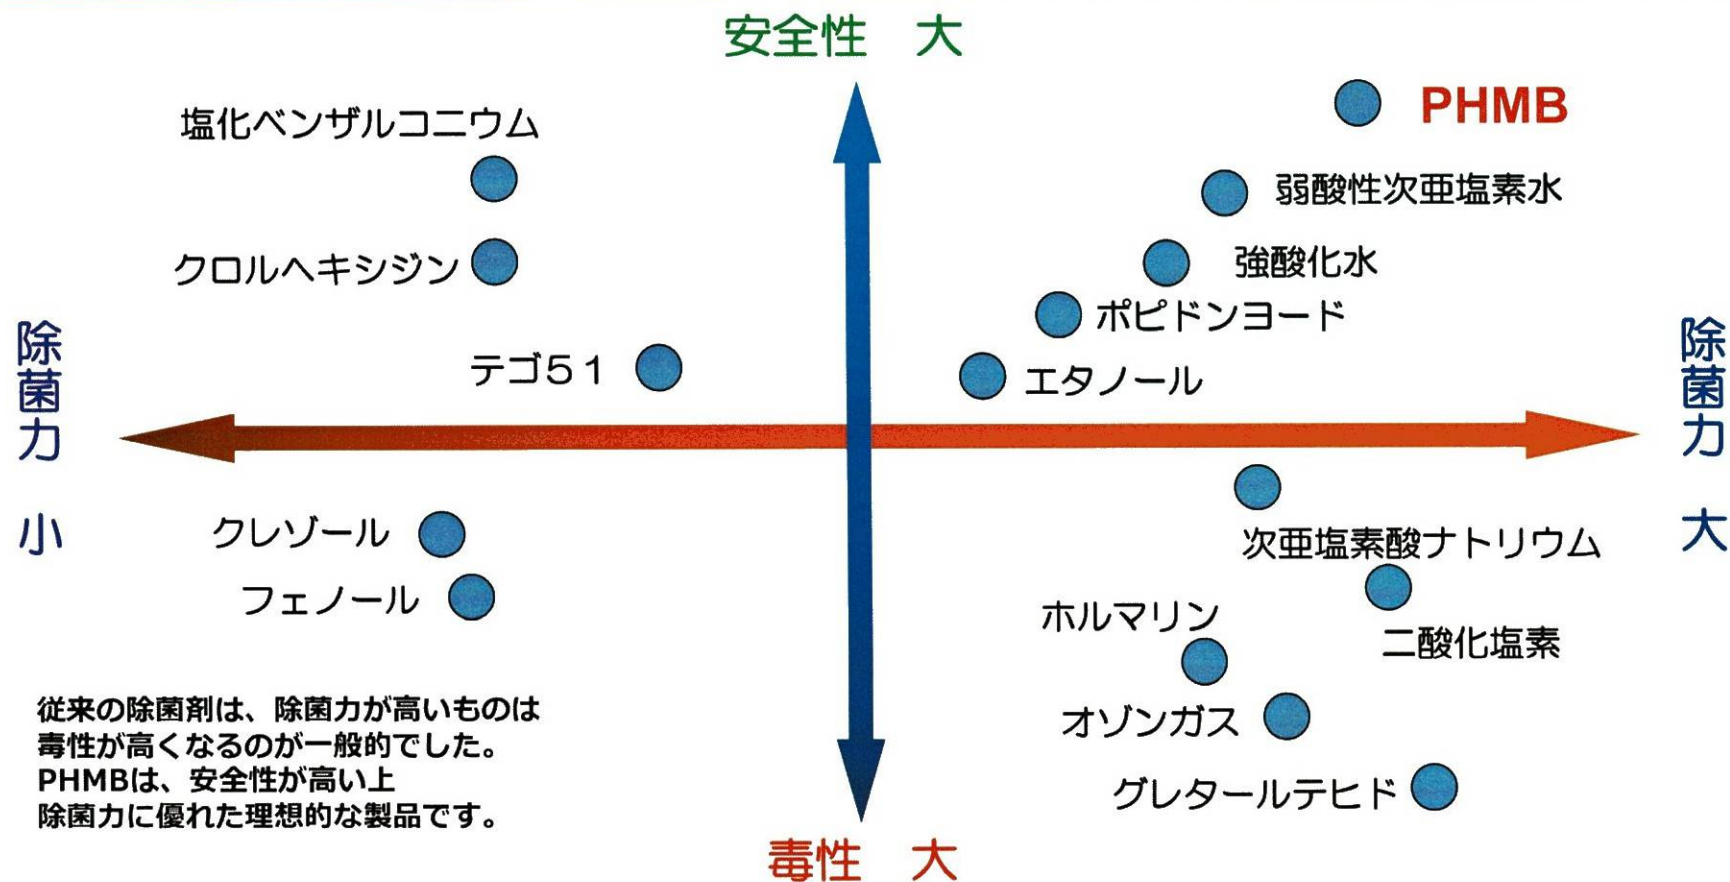 安全性 大
PHMB
塩化ベンザルコニウム
弱酸性次亜塩素水
クロルヘキシジン
強酸化水
ポピドンヨード
テゴ51
エタノール
除菌力 小
除菌力 大
クレゾール
次亜塩素酸ナトリウム
フェノール
ホルマリン
二酸化塩素
オゾンガス
グレタールテヒド
従来の除菌剤は、除菌力が高いものは
毒性が高くなるのが一般的でした。
PHMBは、安全性が高い上
除菌力に優れた理想的な製品です。
毒性 大